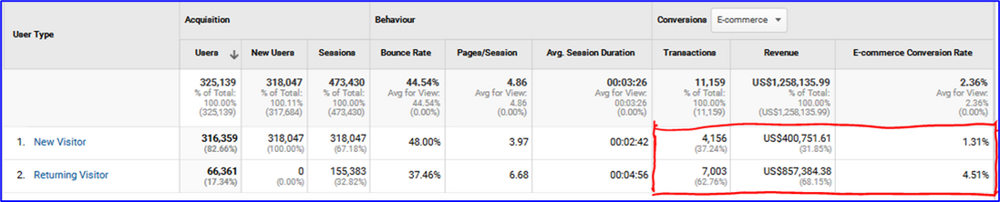 Acquisition Behaviour Conversions E-commerce
User Type
Users New Users Sessions Bounce Rate Pages/Session Avg. Session Duration Transactions Revenue E-commerce Conversion Rate
325,139 318,047 473,430 44.54% 4.86 00:03:26 11,159 US$1,258,135.99 2.36%
% of Total: % of Total: % of Total: Avg for View: Avg for View: Avg for View: % of Total: % of Total: Avg for View:
100.00% 100.11% 100.00% 44.54% 4.86 00:03:26 100.00% 100.00% 2.36%
(325,139) (317,684) (473,430) (0.00%) (0.00%) (0.00%) (11,159) (US$1,258,135.99) (0.00%)
1. New Visitor 316,359 318,047 318,047 48.00% 3.97 00:02:42 4,156 US$400,751.61 1.31%
(82.66%) (100.00%) (67.18%) (37.24%) (31.85%)
2. Returning Visitor 66,361 0 155,383 37.46% 6.68 00:04:56 7,003 US$857,384.38 4.51%
(17.34%) (0.00%) (32.82%) (62.76%) (68.15%)